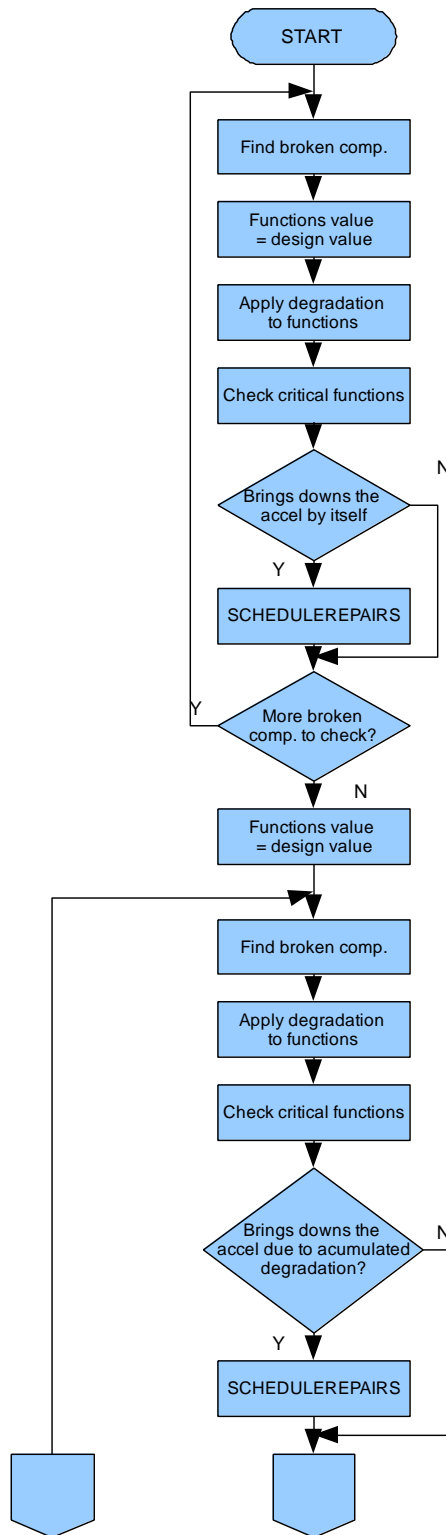 START
Find broken comp.
Functions value
= design value
Apply degradation
to functions
Check critical functions
N
Brings downs the
accel by itself
Y
SCHEDULEREPAIRS
Y
More broken
comp. to check?
N
Functions value
= design value
Find broken comp.
Apply degradation
to functions
Check critical functions
Brings downs the
accel due to acumulated
degradation?
N
Y
SCHEDULEREPAIRS